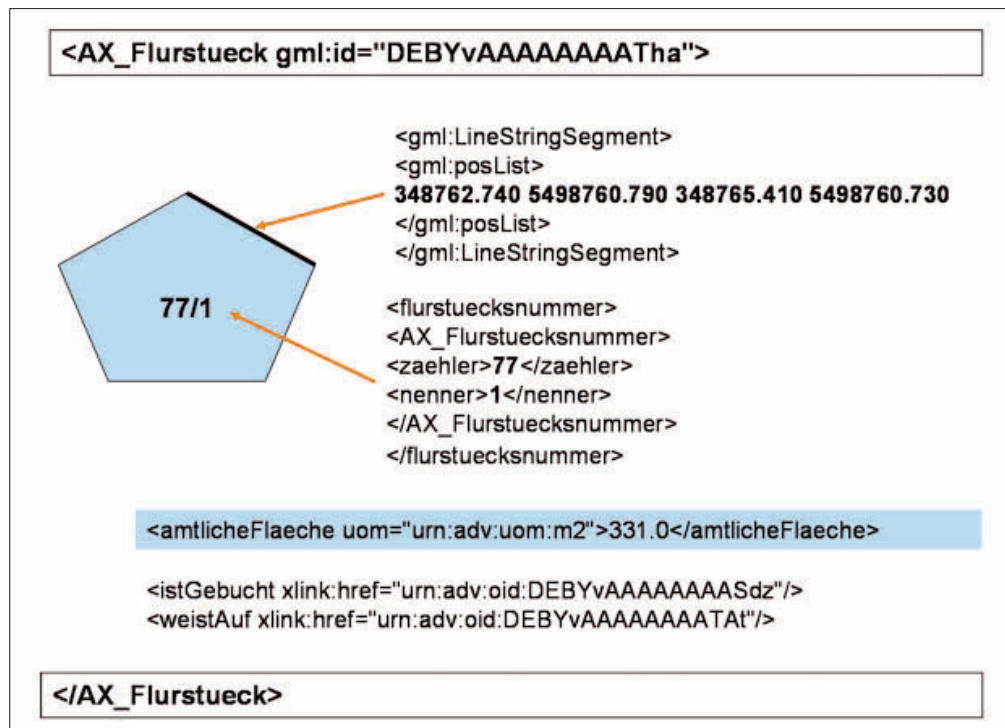 <AX_Flurstueck gml:id="DEBYvAAAAAAAATha">
<gml:LineStringSegment>
<gml:posList>
348762.740 5498760.790 348765.410 5498760.730
</gml:posList>
</gml:LineStringSegment>
77/1
<flurstuecksnummer>
<AX_Flurstuecksnummer>
<zaehler>77</zaehler>
<nenner>1</nenner>
</AX_Flurstuecksnummer>
</flurstuecksnummer>
<amtlicheFlaeche uom="urn:adv:uom:m2">331.0</amtlicheFlaeche>
<istGebucht xlink:href="urn:adv:oid:DEBYvAAAAAAAASdz"/>
<weistAuf xlink:href="urn:adv:oid:DEBYvAAAAAAAATAt"/>
</AX_Flurstueck>